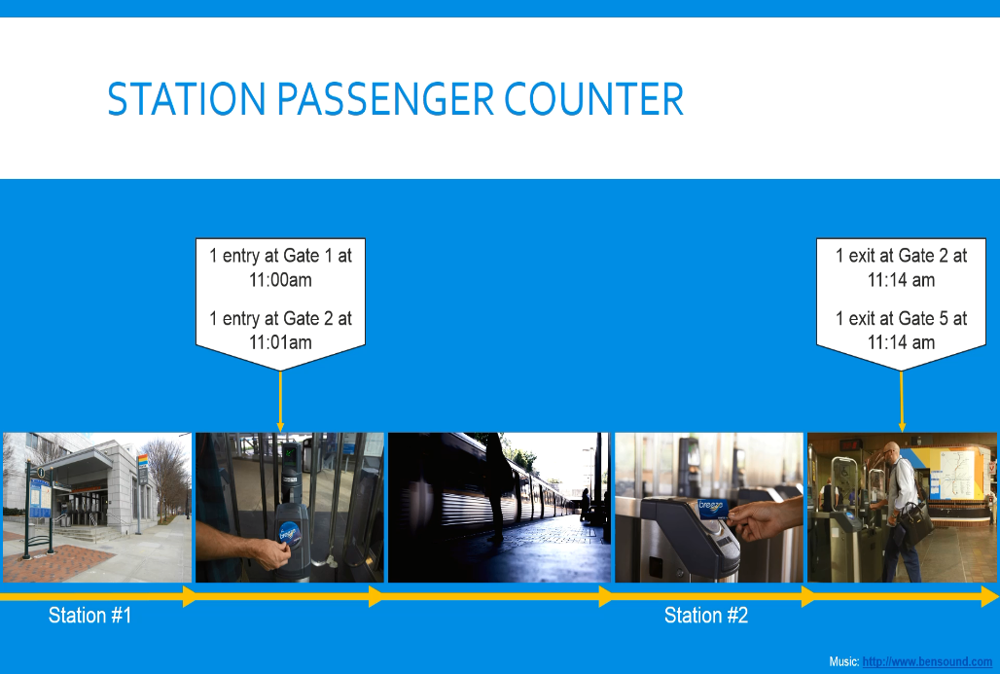 STATION PASSENGER COUNTER
1 entry at Gate 1 at
11:00am
1 entry at Gate 2 at
11:01am
1 exit at Gate 2 at
11:14 am
1 exit at Gate 5 at
11:14 am
breeze
breeze
Station #1
Station #2
Music: http://www.bensound.com